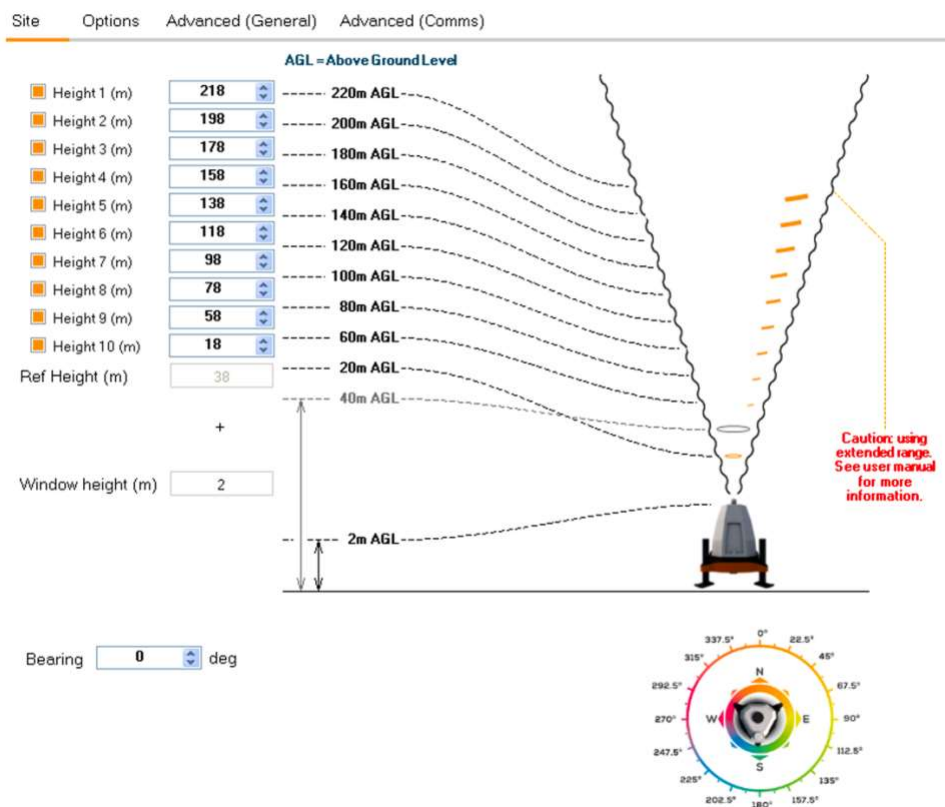 Site Options Advanced (General) Advanced (Comms)
AGL = Above Ground Level
Height 1 (m) 218 220m AGL
Height 2 (m) 198 200m AGL
Height 3 (m) 178 180m AGL
Height 4 (m) 158 160m AGL
Height 5 (m) 138 140m AGL
Height 6 (m) 118 120m AGL
Height 7 (m) 98 100m AGL
Height 8 (m) 78 80m AGL
Height 9 (m) 58 60m AGL
Height 10 (m) 18 20m AGL
Ref Height (m) 38 40m AGL
+
Caution: using
extended range.
See user manual
for more
information.
Window height (m) 2
2m AGL
Bearing 0 deg
0°
337.5° 22.5°
315° 45°
N
292.5° 67.5°
270° W E 90°
247.5° 112.5°
S
225° 135°
202.5° 157.5°
180°